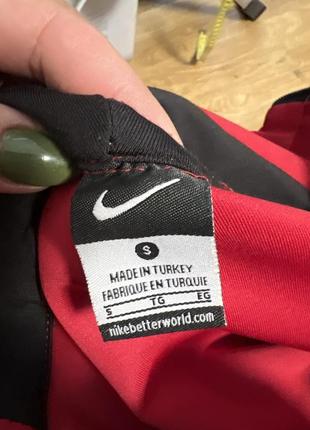 S
MADE IN TURKEY
FABRIQUE EN TURQUIE
S TG EG
nikebetterworld.com